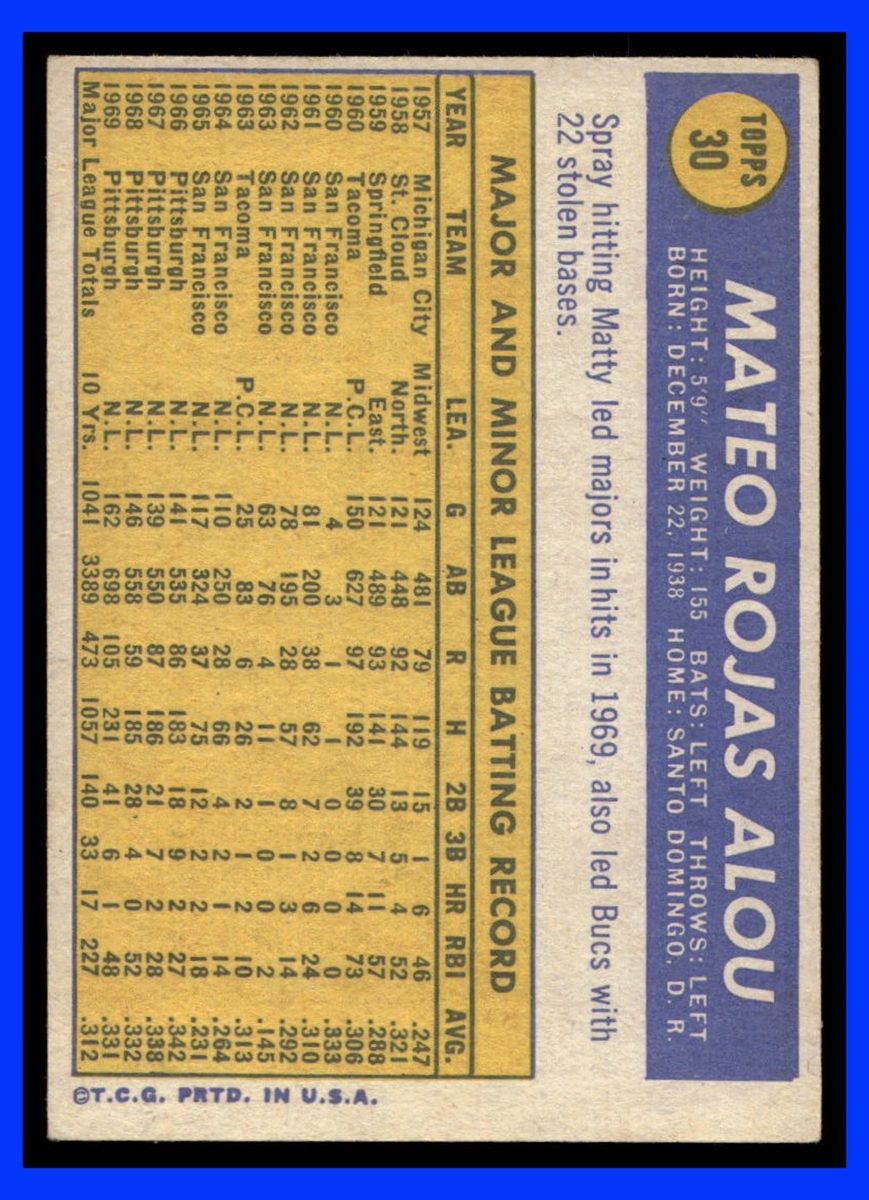 TOPPS
30
MATEO ROJAS ALOU
HEIGHT: 5'9" WEIGHT: 155 BATS: LEFT THROWS: LEFT
BORN: DECEMBER 22, 1938 HOME: SANTO DOMINGO, D. R.
Spray hitting Matty led majors in hits in 1969, also led Bucs with
22 stolen bases.
MAJOR AND MINOR LEAGUE BATTING RECORD
YEAR TEAM LEA. G AB R H 2B 3B HR RBI AVG.
1957 Michigan City Midwest 124 481 79 119 15 1 6 46 .247
1958 St. Cloud North. 121 448 92 144 13 5 4 52 .321
1959 Springfield East. 121 489 93 141 30 7 11 57 .288
1960 Tacoma P.C.L. 150 627 97 192 39 8 14 73 .306
1960 San Francisco N.L. 4 3 1 1 0 0 0 0 .333
1961 San Francisco N.L. 81 200 38 62 7 2 6 24 .310
1962 San Francisco N.L. 78 195 28 57 8 1 3 14 .292
1963 San Francisco N.L. 63 76 4 11 1 0 0 2 .145
1963 Tacoma P.C.L. 25 83 6 26 2 1 2 10 .313
1964 San Francisco N.L. 110 250 28 66 4 2 1 14 .264
1965 San Francisco N.L. 117 324 37 75 12 2 2 18 .231
1966 Pittsburgh N.L. 141 535 86 183 18 9 2 27 .342
1967 Pittsburgh N.L. 139 550 87 186 21 7 2 28 .338
1968 Pittsburgh N.L. 146 558 59 185 28 4 0 52 .332
1969 Pittsburgh N.L. 162 698 105 231 41 6 1 48 .331
Major League Totals 10 Yrs. 1041 3389 473 1057 140 33 17 227 .312
©T.C.G. PRTD. IN U.S.A.